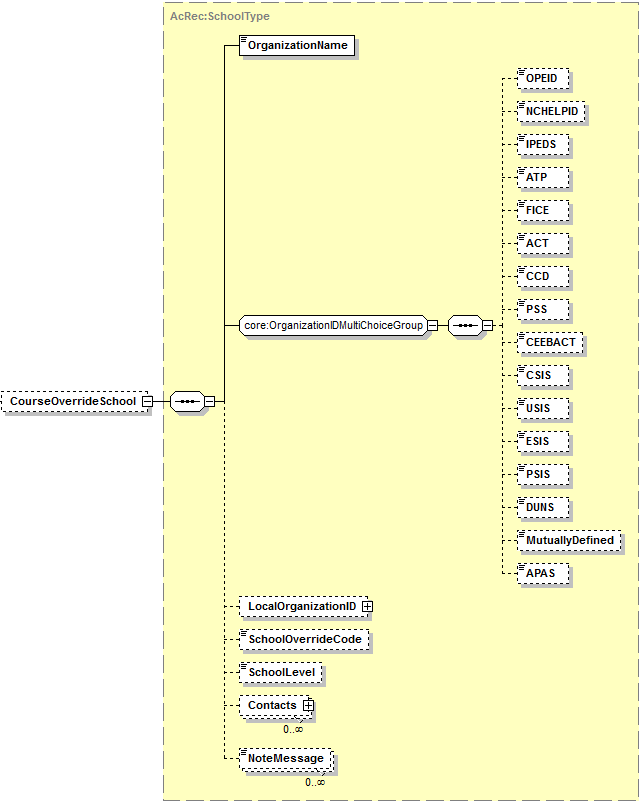 AcRec:SchoolType
OrganizationName
OPEID
NCHELPID
IPEDS
ATP
FICE
ACT
CCD
core:OrganizationIDMultiChoiceGroup
PSS
CEEBACT
CSIS
CourseOverrideSchool
USIS
ESIS
PSIS
DUNS
MutuallyDefined
APAS
LocalOrganizationID
SchoolOverrideCode
SchoolLevel
Contacts
0..∞
NoteMessage
0..∞